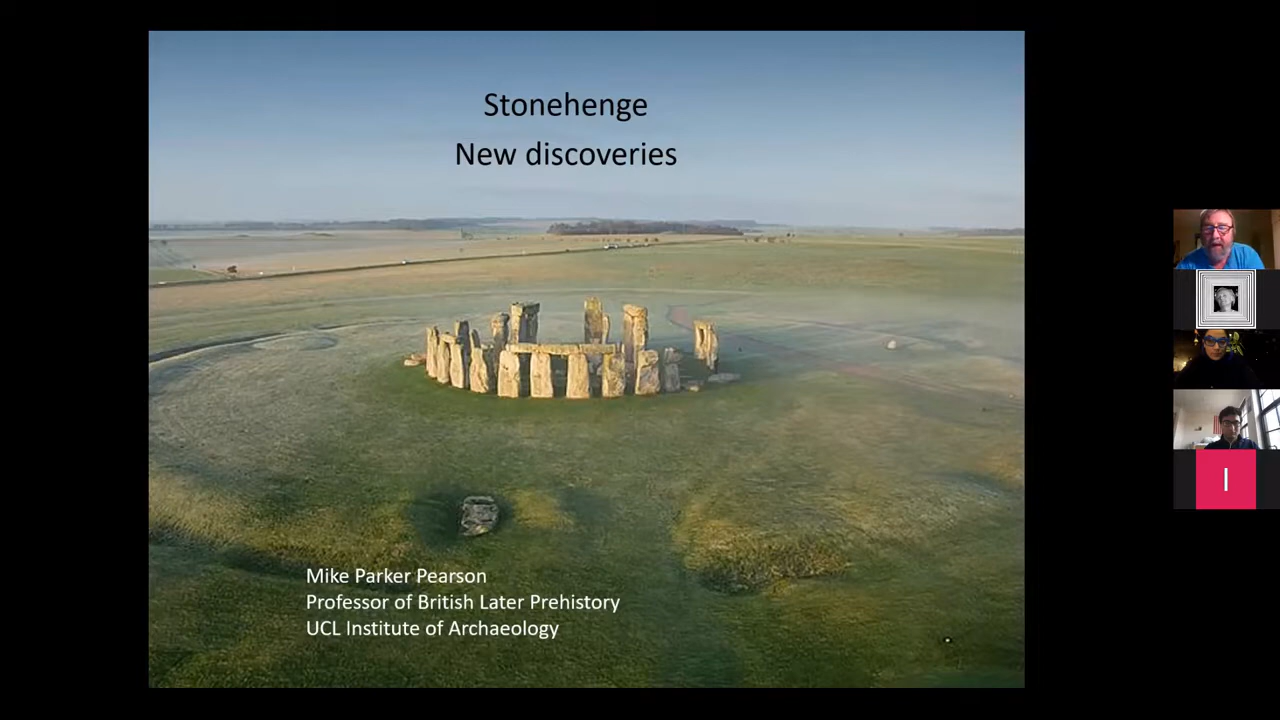 Stonehenge
New discoveries
Mike Parker Pearson
Professor of British Later Prehistory
UCL Institute of Archaeology
I